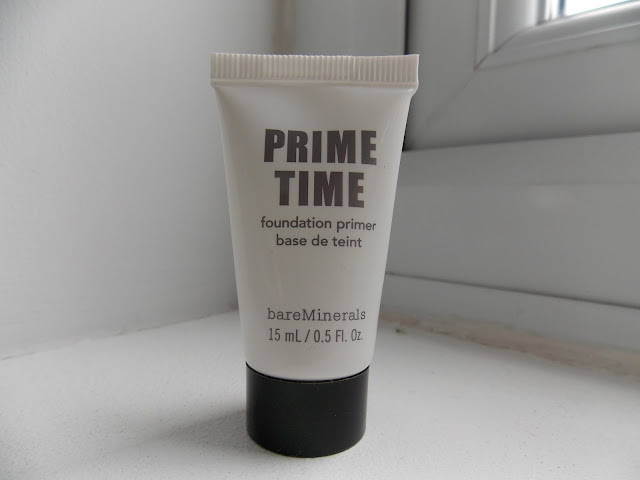 PRIME
TIME
foundation primer
base de teint
bareMinerals
15 mL / 0.5 Fl. Oz.